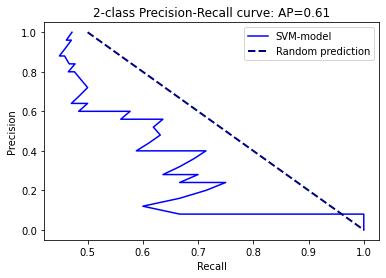 2-class Precision-Recall curve: AP=0.61
SVM-model
Random prediction
Precision
1.0
0.8
0.6
0.4
0.2
0.0
0.5
0.6
0.7
0.8
0.9
1.0
Recall